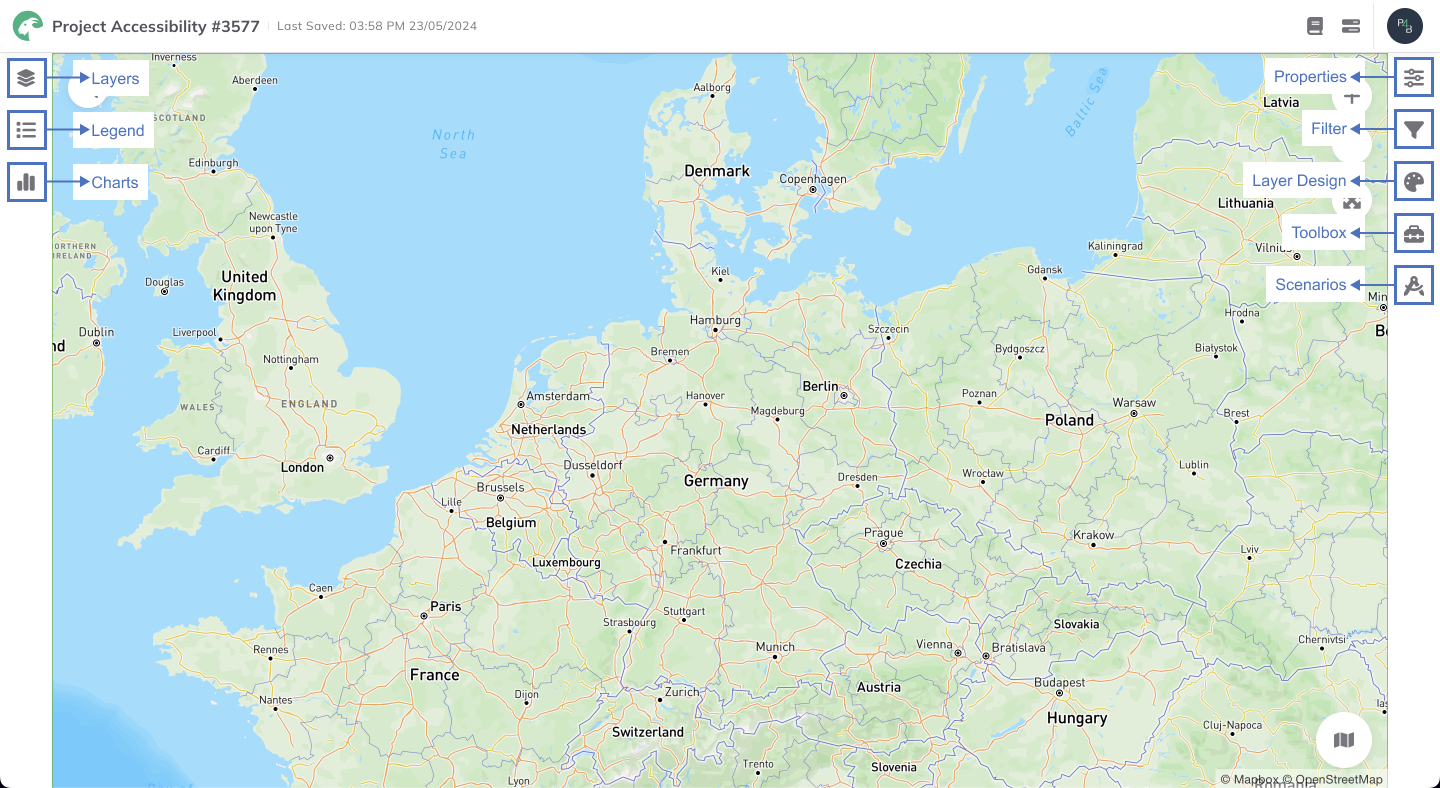 Project Accessibility #3577
Last Saved: 03:58 PM 23/05/2024
P4B
Layers
Legend
Charts
Properties
Filter
Layer Design
Toolbox
Scenarios
Inverness
Aberdeen
SCOTLAND
Edinburgh
North
Sea
Aalborg
Baltic Sea
Latvia
Denmark
Copenhagen
Lithuania
Newcastle
upon Tyne
Kaliningrad
Vilnius
United
Kingdom
Douglas
Kiel
Gdansk
Hrodna
Dublin
Liverpool
Hamburg
Szczecin
Nottingham
Bremen
Bydgoszcz
Białystok
Berlin
Amsterdam
Hanover
Poznan
WALES
ENGLAND
Magdeburg
Warsaw
Brest
Netherlands
Poland
Cardiff
London
Dusseldorf
Germany
Dresden
Wrocław
Lublin
Lille
Brussels
Belgium
Prague
Krakow
Lviv
Frankfurt
Luxembourg
Czechia
Caen
Paris
Stuttgart
Strasbourg
Slovakia
Chernivtsi
Rennes
Munich
Vienna
Bratislava
France
Austria
Budapest
Nantes
Dijon
Zurich
Hungary
Cluj-Napoca
Switzerland
Trento
Slovenia
Lyon
© Mapbox © OpenStreetMap
Romania